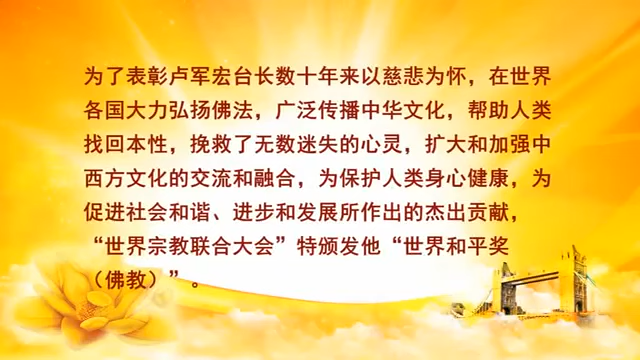 为了表彰卢军宏台长数十年来以慈悲为怀，在世界
各国大力弘扬佛法，广泛传播中华文化，帮助人类
找回本性，挽救了无数迷失的心灵，扩大和加强中
西方文化的交流和融合，为保护人类身心健康，为
促进社会和谐、进步和发展所作出的杰出贡献，
“世界宗教联合大会”特颁发他“世界和平奖
（佛教）”。